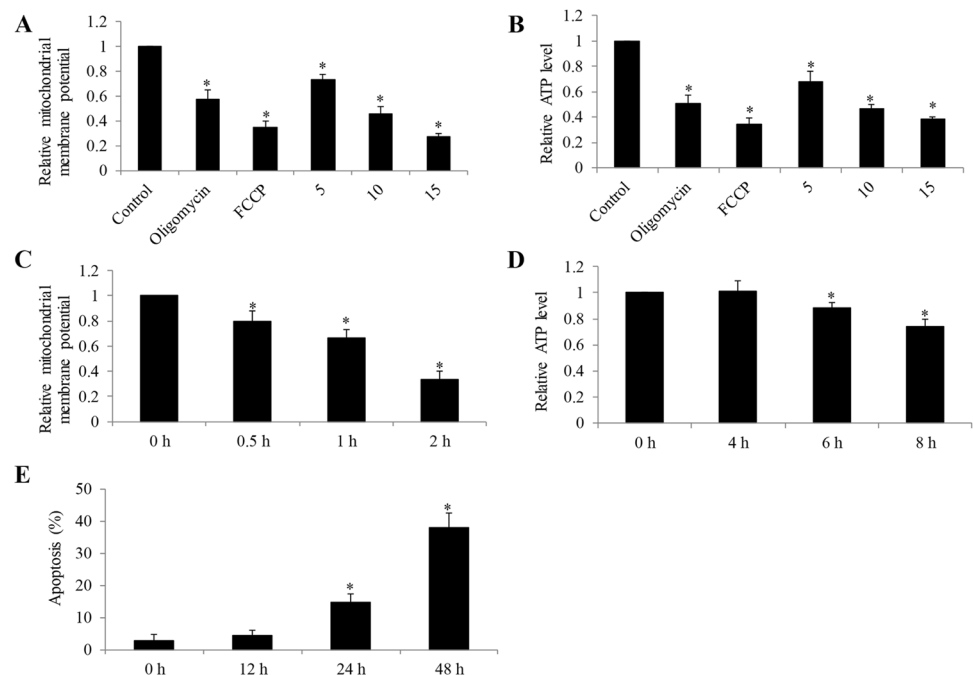 A
Relative mitochondrial
membrane potential
1.2
1
0.8
0.6
0.4
0.2
0
*
*
*
*
*
Control
Oligomycin
FCCP
5
10
15
B
Relative ATP level
1.2
1
0.8
0.6
0.4
0.2
0
*
*
*
*
*
Control
Oligomycin
FCCP
5
10
15
C
Relative mitochondrial
membrane potential
1.2
1
0.8
0.6
0.4
0.2
0
*
*
*
0 h
0.5 h
1 h
2 h
D
Relative ATP level
1.2
1
0.8
0.6
0.4
0.2
0
*
*
0 h
4 h
6 h
8 h
E
Apoptosis (%)
50
40
30
20
10
0
*
*
0 h
12 h
24 h
48 h